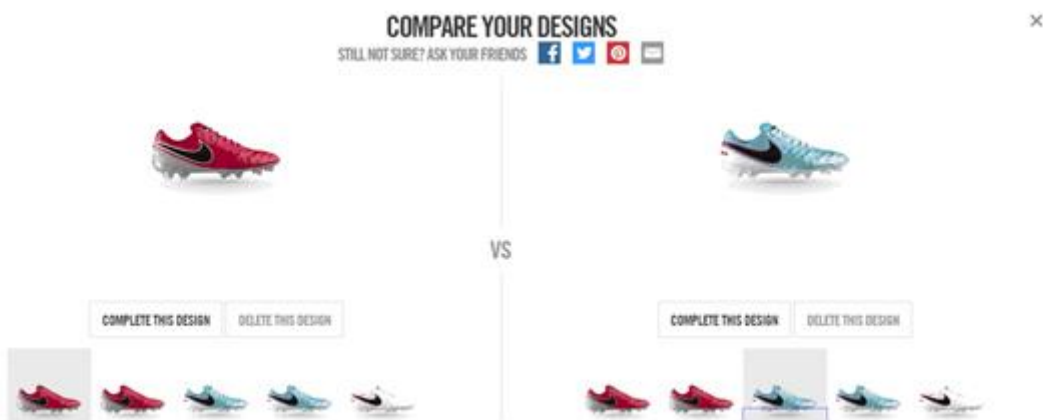 COMPARE YOUR DESIGNS
STILL NOT SURE? ASK YOUR FRIENDS
VS
COMPLETE THIS DESIGN
DELETE THIS DESIGN
COMPLETE THIS DESIGN
DELETE THIS DESIGN